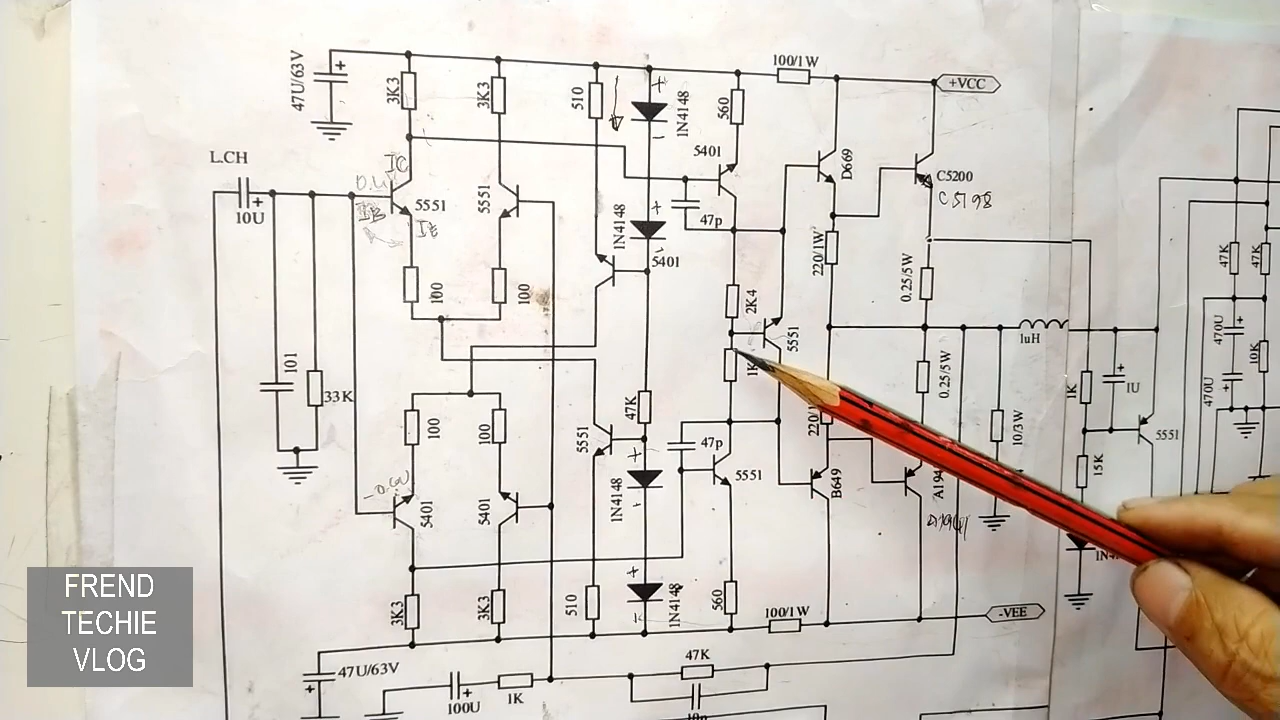 47U/63V
3K3
3K3
510
1N4148
560
100/1W
+VCC
L.CH
10U
IC
IB
IE
5551
5551
5401
47p
D669
C5200
C5198
1N4148
5401
220/1W
0.25/5W
47K
47K
100
100
2K4
5551
1uH
470U
10K
470U
101
33K
1K
0.25/5W
1K
1U
100
100
47K
5551
47p
10/3W
5551
15K
5401
5401
1N4148
5551
B649
510
1N4148
560
3K3
3K3
100/1W
-VEE
47U/63V
100U
1K
47K
FREND
TECHIE
VLOG